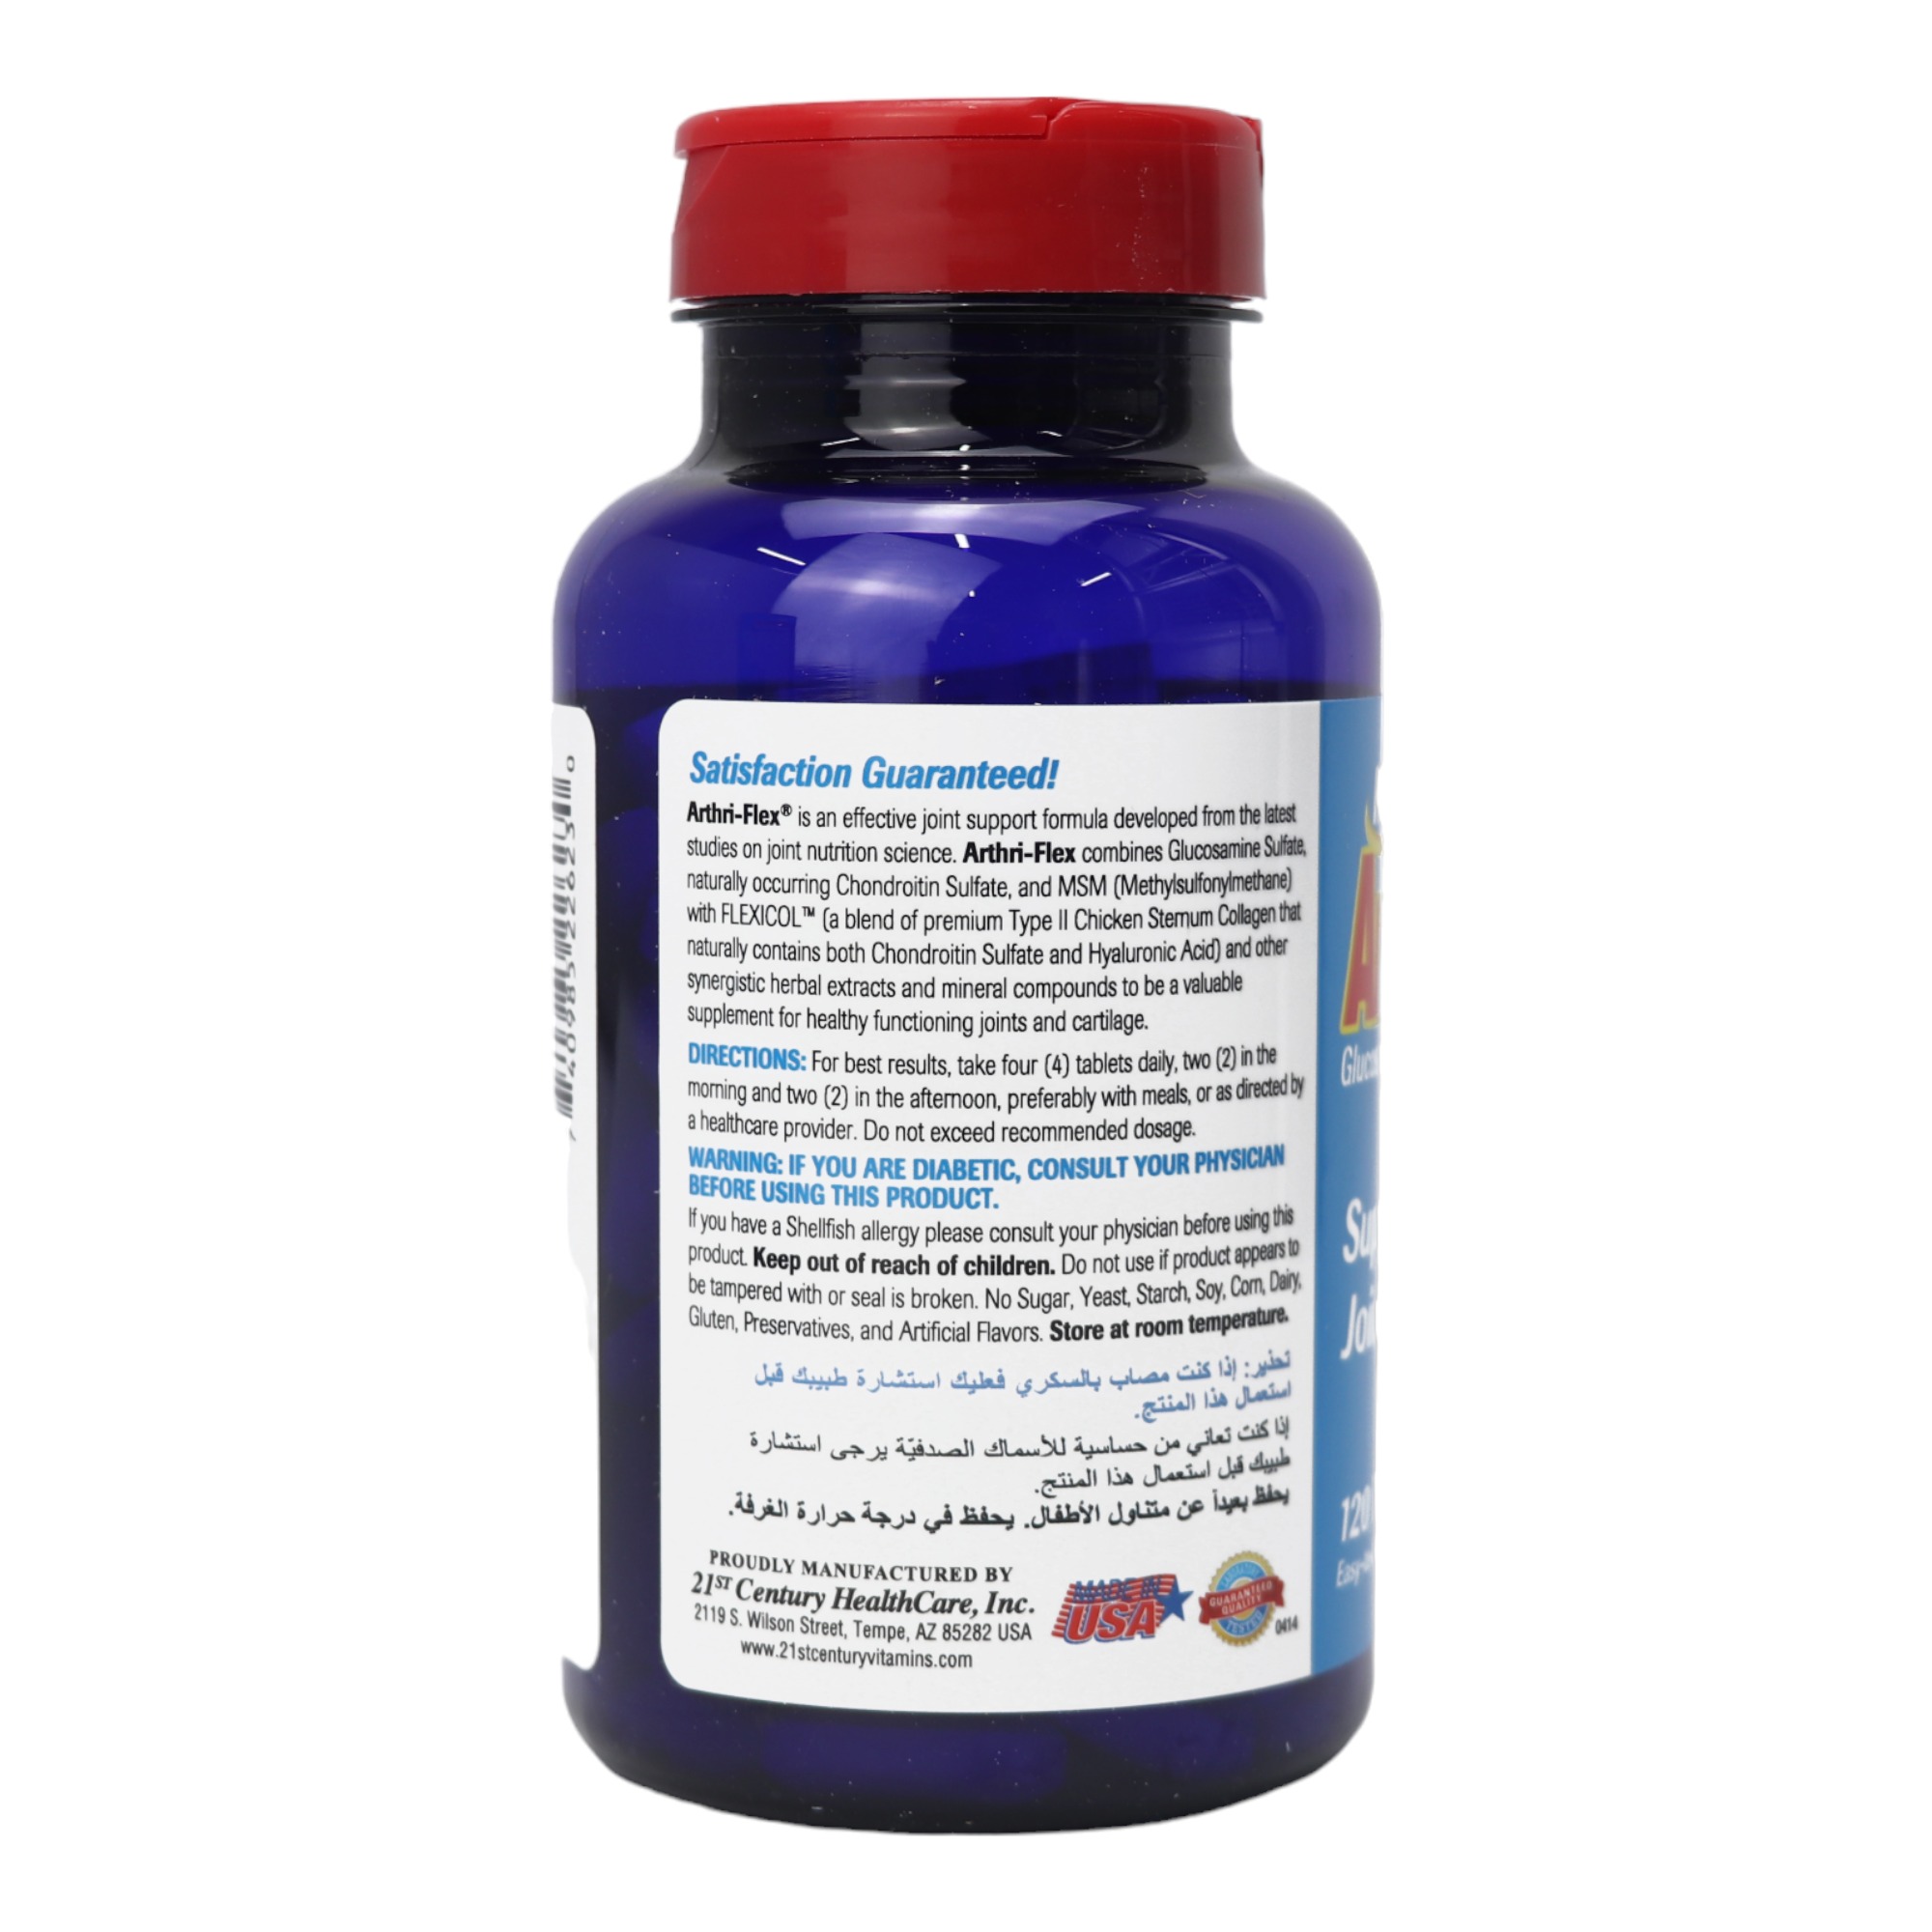 Satisfaction Guaranteed!
Arthri-Flex® is an effective joint support formula developed from the latest
studies on joint nutrition science. Arthri-Flex combines Glucosamine Sulfate,
naturally occurring Chondroitin Sulfate, and MSM (Methylsulfonylmethane)
with FLEXICOL™ (a blend of premium Type II Chicken Sternum Collagen that
naturally contains both Chondroitin Sulfate and Hyaluronic Acid) and other
synergistic herbal extracts and mineral compounds to be a valuable
supplement for healthy functioning joints and cartilage.
DIRECTIONS: For best results, take four (4) tablets daily, two (2) in the
morning and two (2) in the afternoon, preferably with meals, or as directed by
a healthcare provider. Do not exceed recommended dosage.
WARNING: IF YOU ARE DIABETIC, CONSULT YOUR PHYSICIAN
BEFORE USING THIS PRODUCT.
If you have a Shellfish allergy please consult your physician before using this
product. Keep out of reach of children. Do not use if product appears to
be tampered with or seal is broken. No Sugar, Yeast, Starch, Soy, Corn, Dairy,
Gluten, Preservatives, and Artificial Flavors. Store at room temperature.
تحذير: إذا كنت مصاب بالسكري فعليك استشارة طبيبك قبل
استعمال هذا المنتج.
إذا كنت تعاني من حساسية للأسماك الصدفيّة يرجى استشارة
طبيبك قبل استعمال هذا المنتج.
يحفظ بعيداً عن متناول الأطفال. يحفظ في درجة حرارة الغرفة.
PROUDLY MANUFACTURED BY
21ST Century HealthCare, Inc.
2119 S. Wilson Street, Tempe, AZ 85282 USA
www.21stcenturyvitamins.com
MADE IN
USA
LABORATORY
GUARANTEED
QUALITY
TESTED
0414
120